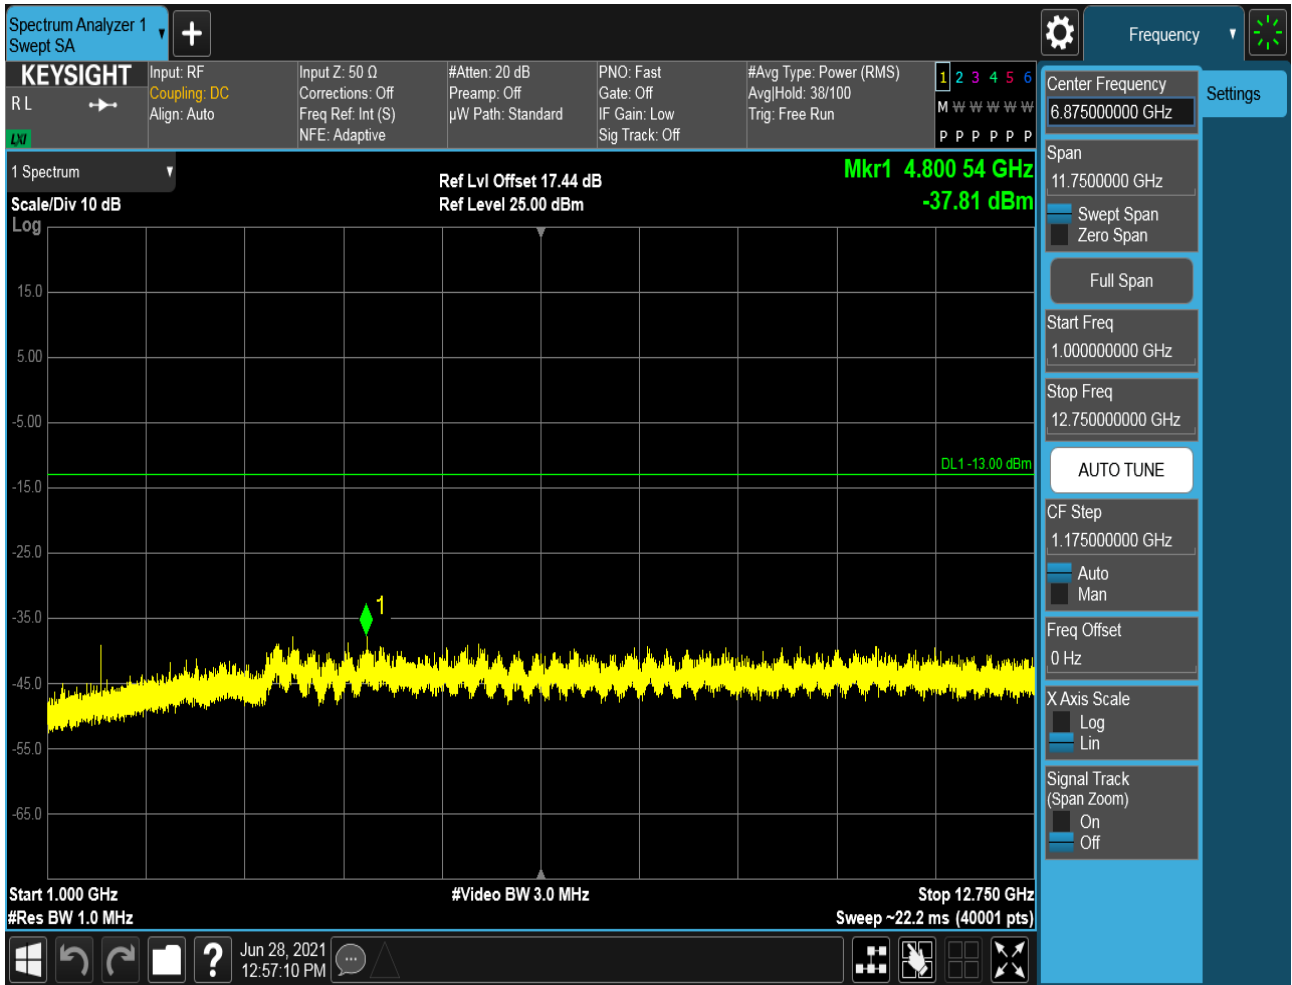 Spectrum Analyzer 1
Swept SA
Frequency
KEYSIGHT
R L
LXI
Input: RF
Coupling: DC
Align: Auto
Input Z: 50 Ω
Corrections: Off
Freq Ref: Int (S)
NFE: Adaptive
#Atten: 20 dB
Preamp: Off
µW Path: Standard
PNO: Fast
Gate: Off
IF Gain: Low
Sig Track: Off
#Avg Type: Power (RMS)
Avg|Hold: 38/100
Trig: Free Run
1 2 3 4 5 6
M W W W W W
P P P P P P
1 Spectrum
Scale/Div 10 dB
Log
Ref Lvl Offset 17.44 dB
Ref Level 25.00 dBm
Mkr1 4.800 54 GHz
-37.81 dBm
15.0
5.00
-5.00
DL1 -13.00 dBm
-15.0
-25.0
-35.0
1
-45.0
-55.0
-65.0
Start 1.000 GHz
#Res BW 1.0 MHz
#Video BW 3.0 MHz
Stop 12.750 GHz
Sweep ~22.2 ms (40001 pts)
Jun 28, 2021
12:57:10 PM
Center Frequency
6.875000000 GHz
Settings
Span
11.7500000 GHz
Swept Span
Zero Span
Full Span
Start Freq
1.000000000 GHz
Stop Freq
12.750000000 GHz
AUTO TUNE
CF Step
1.175000000 GHz
Auto
Man
Freq Offset
0 Hz
X Axis Scale
Log
Lin
Signal Track
(Span Zoom)
On
Off